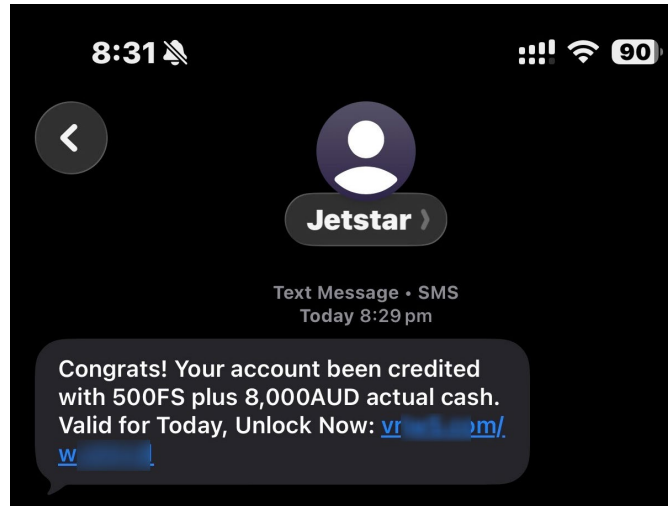 8:31
90
Jetstar
Text Message • SMS
Today 8:29 pm
Congrats! Your account been credited
with 500FS plus 8,000AUD actual cash.
Valid for Today, Unlock Now: